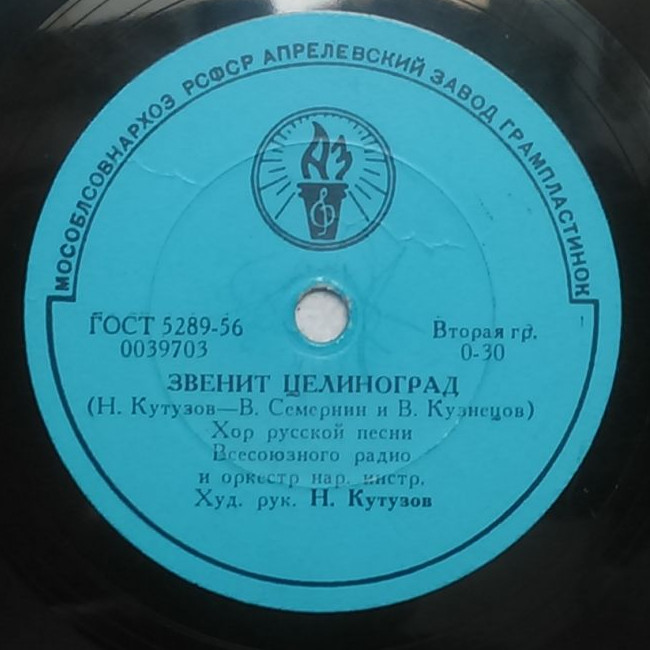 МОСОБЛСОВНАРХОЗ РСФСР АПРЕЛЕВСКИЙ ЗАВОД ГРАМПЛАСТИНОК
АЗ
ГОСТ 5289-56
0039703
Вторая гр.
0-30
ЗВЕНИТ ЦЕЛИНОГРАД
(Н. Кутузов—В. Семернин и В. Кузнецов)
Хор русской песни
Всесоюзного радио
и оркестр нар. инстр.
Худ. рук. Н. Кутузов